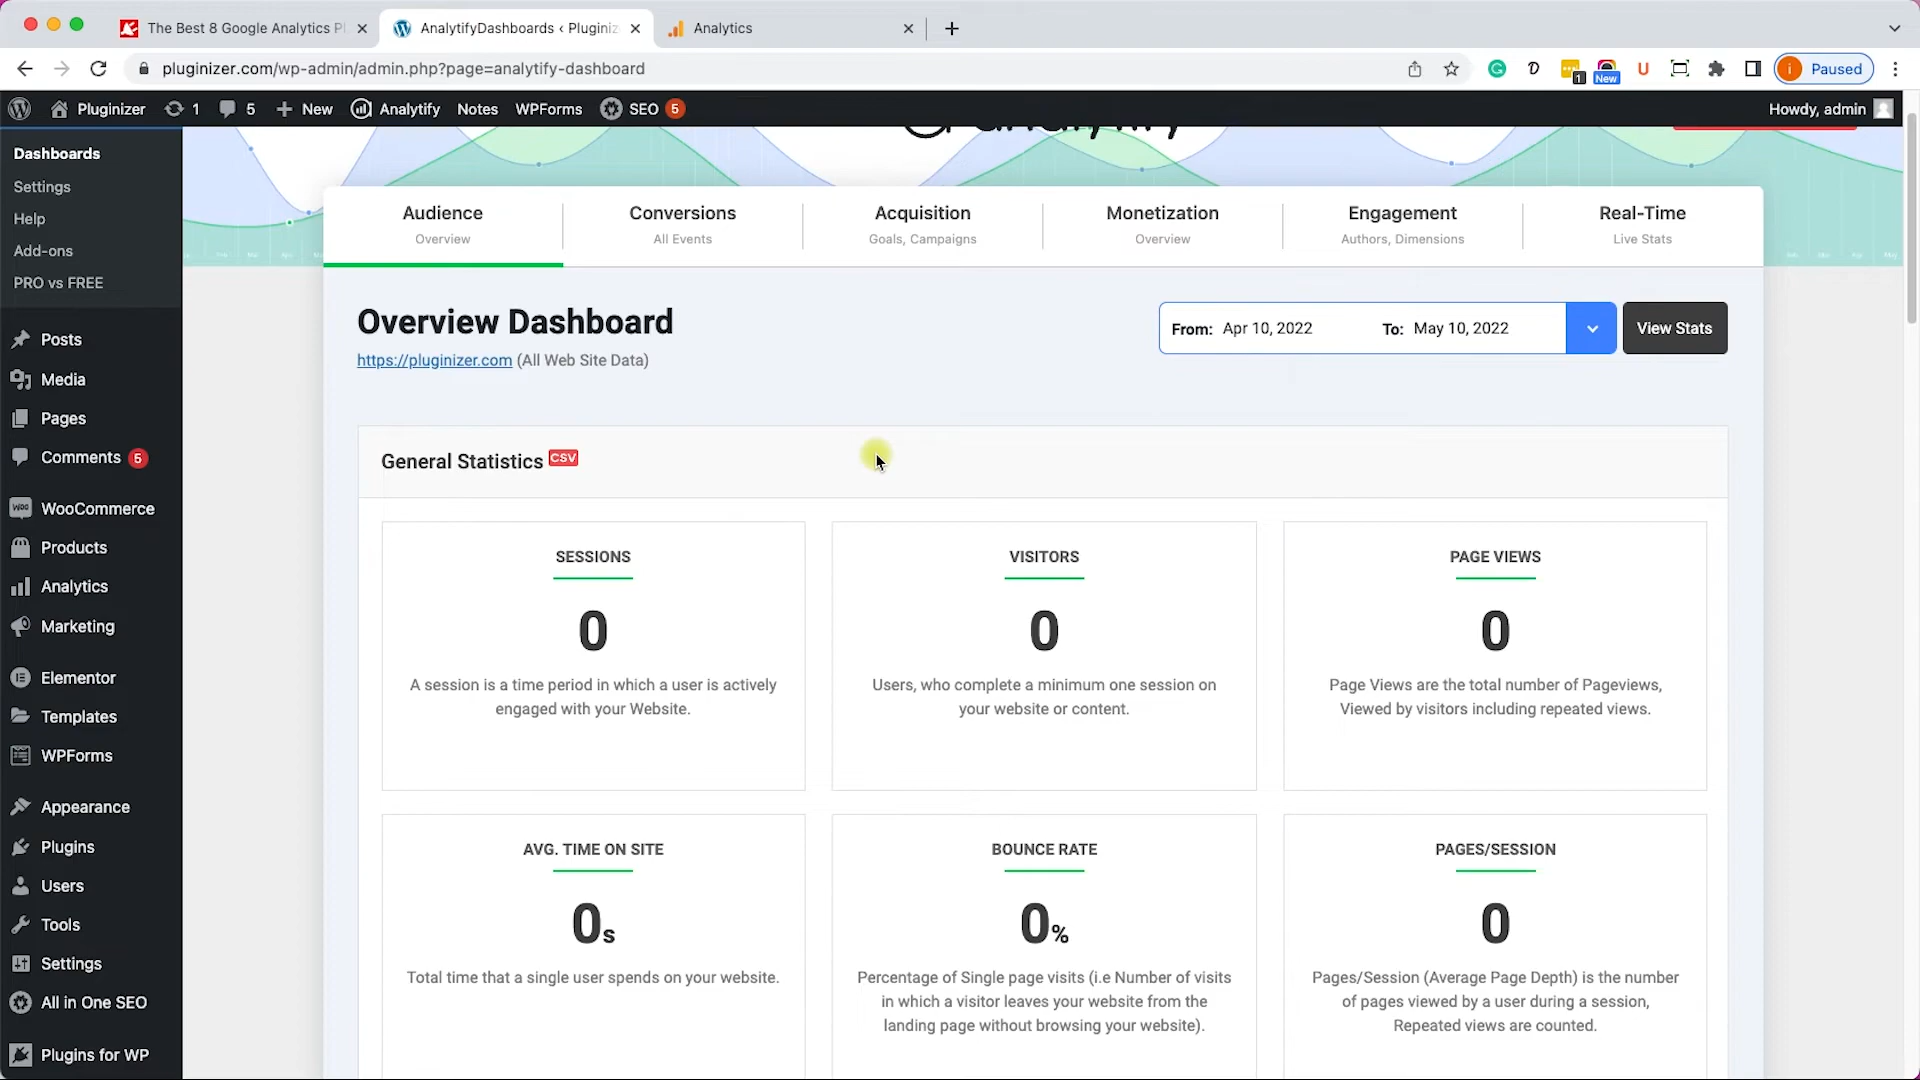 The Best 8 Google Analytics Pl
AnalytifyDashboards ‹ Pluginiz
Analytics
pluginizer.com/wp-admin/admin.php?page=analytify-dashboard
1
New
U
i
Paused
Pluginizer
1
5
New
Analytify
Notes
WPForms
SEO
5
Howdy, admin
Dashboards
Settings
Help
Add-ons
PRO vs FREE
Posts
Media
Pages
Comments 5
WooCommerce
Products
Analytics
Marketing
Elementor
Templates
WPForms
Appearance
Plugins
Users
Tools
Settings
All in One SEO
Plugins for WP
analytify
Audience
Overview
Conversions
All Events
Acquisition
Goals, Campaigns
Monetization
Overview
Engagement
Authors, Dimensions
Real-Time
Live Stats
Overview Dashboard
https://pluginizer.com (All Web Site Data)
From: Apr 10, 2022
To: May 10, 2022
View Stats
General Statistics CSV
SESSIONS
0
A session is a time period in which a user is actively
engaged with your Website.
VISITORS
0
Users, who complete a minimum one session on
your website or content.
PAGE VIEWS
0
Page Views are the total number of Pageviews,
Viewed by visitors including repeated views.
AVG. TIME ON SITE
0s
Total time that a single user spends on your website.
BOUNCE RATE
0%
Percentage of Single page visits (i.e Number of visits
in which a visitor leaves your website from the
landing page without browsing your website).
PAGES/SESSION
0
Pages/Session (Average Page Depth) is the number
of pages viewed by a user during a session,
Repeated views are counted.